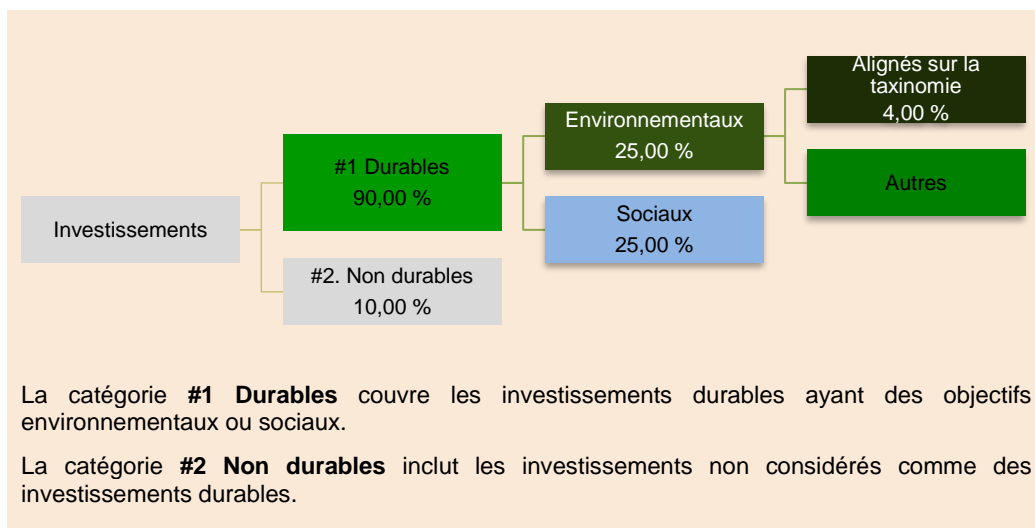 Alignés sur la
taxinomie
4,00 %
Environnementaux
25,00 %
#1 Durables
90,00 %
Autres
Sociaux
25,00 %
Investissements
#2. Non durables
10,00 %
La catégorie #1 Durables couvre les investissements durables ayant des objectifs
environnementaux ou sociaux.
La catégorie #2 Non durables inclut les investissements non considérés comme des
investissements durables.